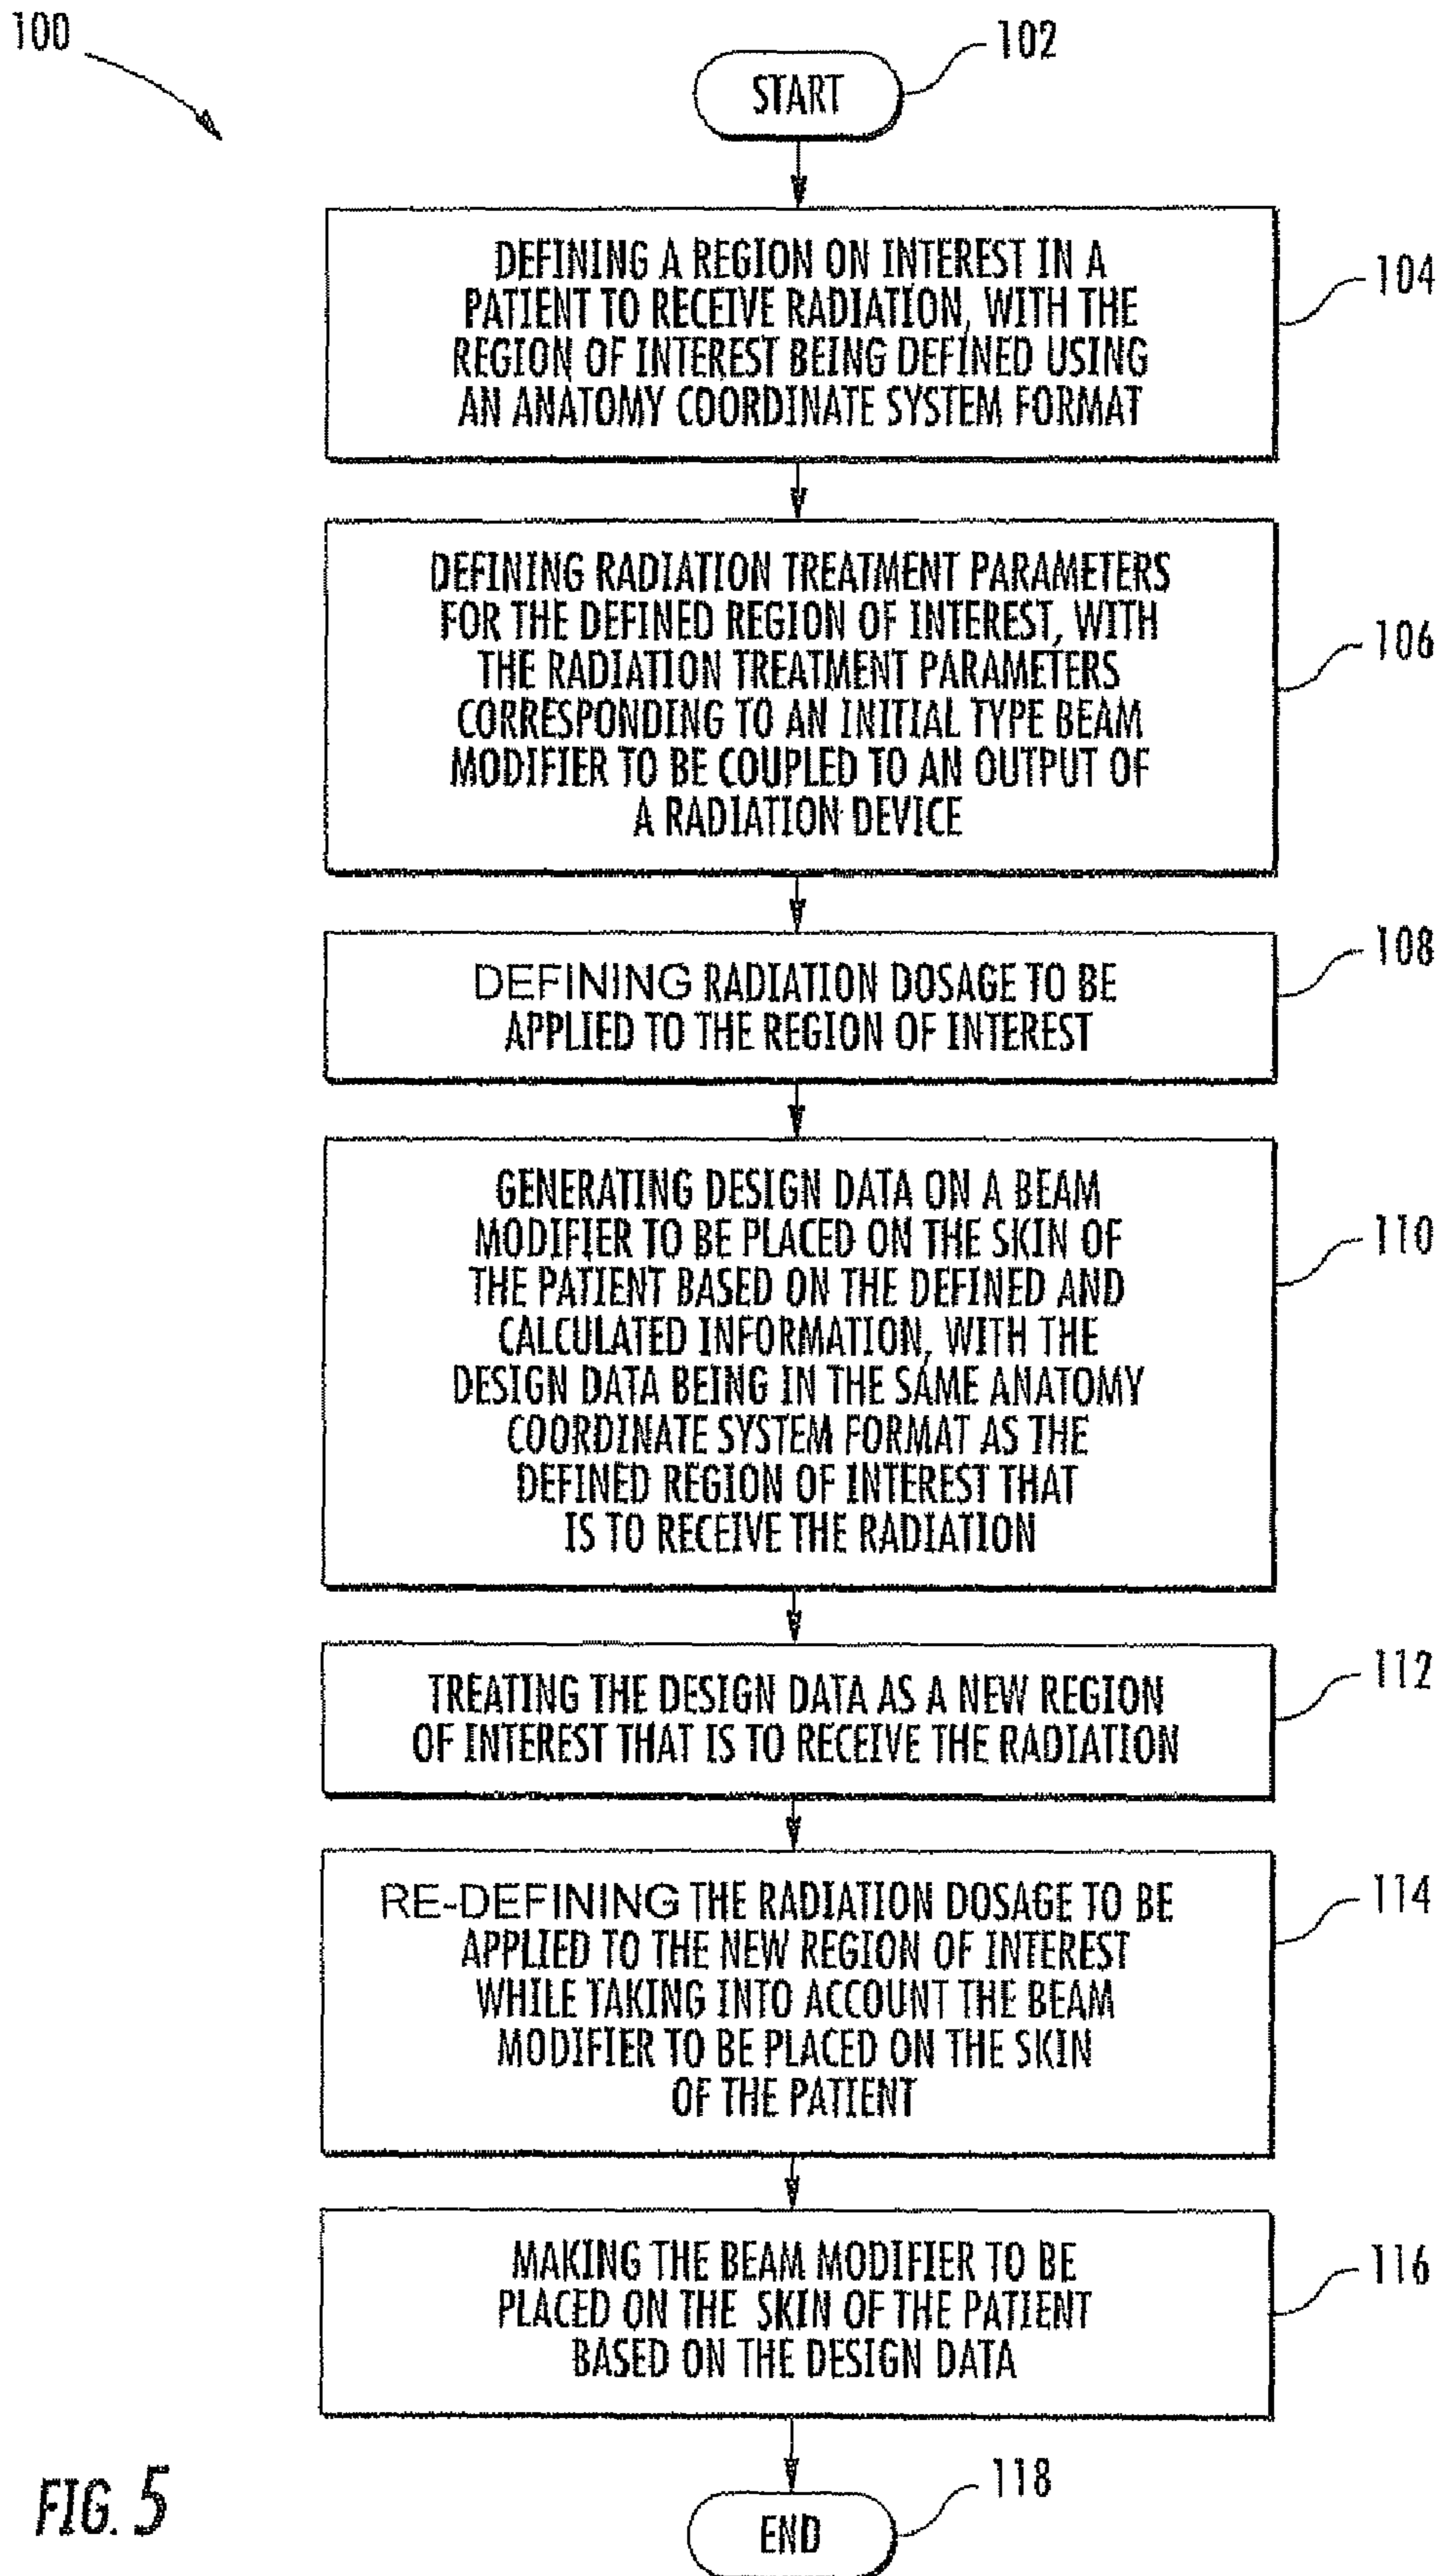 100
102
START
DEFINING A REGION ON INTEREST IN A
PATIENT TO RECEIVE RADIATION, WITH THE
REGION OF INTEREST BEING DEFINED USING
AN ANATOMY COORDINATE SYSTEM FORMAT
104
DEFINING RADIATION TREATMENT PARAMETERS
FOR THE DEFINED REGION OF INTEREST, WITH
THE RADIATION TREATMENT PARAMETERS
CORRESPONDING TO AN INITIAL TYPE BEAM
MODIFIER TO BE COUPLED TO AN OUTPUT OF
A RADIATION DEVICE
106
DEFINING RADIATION DOSAGE TO BE
APPLIED TO THE REGION OF INTEREST
108
GENERATING DESIGN DATA ON A BEAM
MODIFIER TO BE PLACED ON THE SKIN OF
THE PATIENT BASED ON THE DEFINED AND
CALCULATED INFORMATION, WITH THE
DESIGN DATA BEING IN THE SAME ANATOMY
COORDINATE SYSTEM FORMAT AS THE
DEFINED REGION OF INTEREST THAT
IS TO RECEIVE THE RADIATION
110
TREATING THE DESIGN DATA AS A NEW REGION
OF INTEREST THAT IS TO RECEIVE THE RADIATION
112
RE-DEFINING THE RADIATION DOSAGE TO BE
APPLIED TO THE NEW REGION OF INTEREST
WHILE TAKING INTO ACCOUNT THE BEAM
MODIFIER TO BE PLACED ON THE SKIN
OF THE PATIENT
114
MAKING THE BEAM MODIFIER TO BE
PLACED ON THE SKIN OF THE PATIENT
BASED ON THE DESIGN DATA
116
118
END
FIG. 5